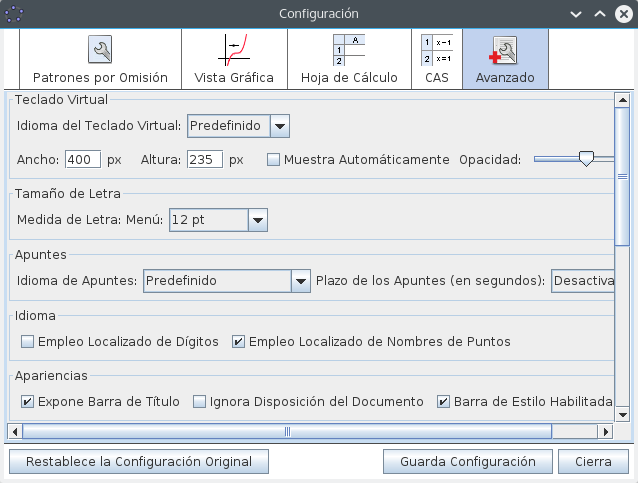 Configuración
Patrones por Omisión
Vista Gráfica
A
1
2
Hoja de Cálculo
1 x-1
2 x=1
CAS
Avanzado
Teclado Virtual
Idioma del Teclado Virtual: Predefinido
Ancho: 400 px Altura: 235 px Muestra Automáticamente Opacidad:
Tamaño de Letra
Medida de Letra: Menú: 12 pt
Apuntes
Idioma de Apuntes: Predefinido Plazo de los Apuntes (en segundos): Desactiva
Idioma
Empleo Localizado de Dígitos Empleo Localizado de Nombres de Puntos
Apariencias
Expone Barra de Título Ignora Disposición del Documento Barra de Estilo Habilitada
Restablece la Configuración Original Guarda Configuración Cierra